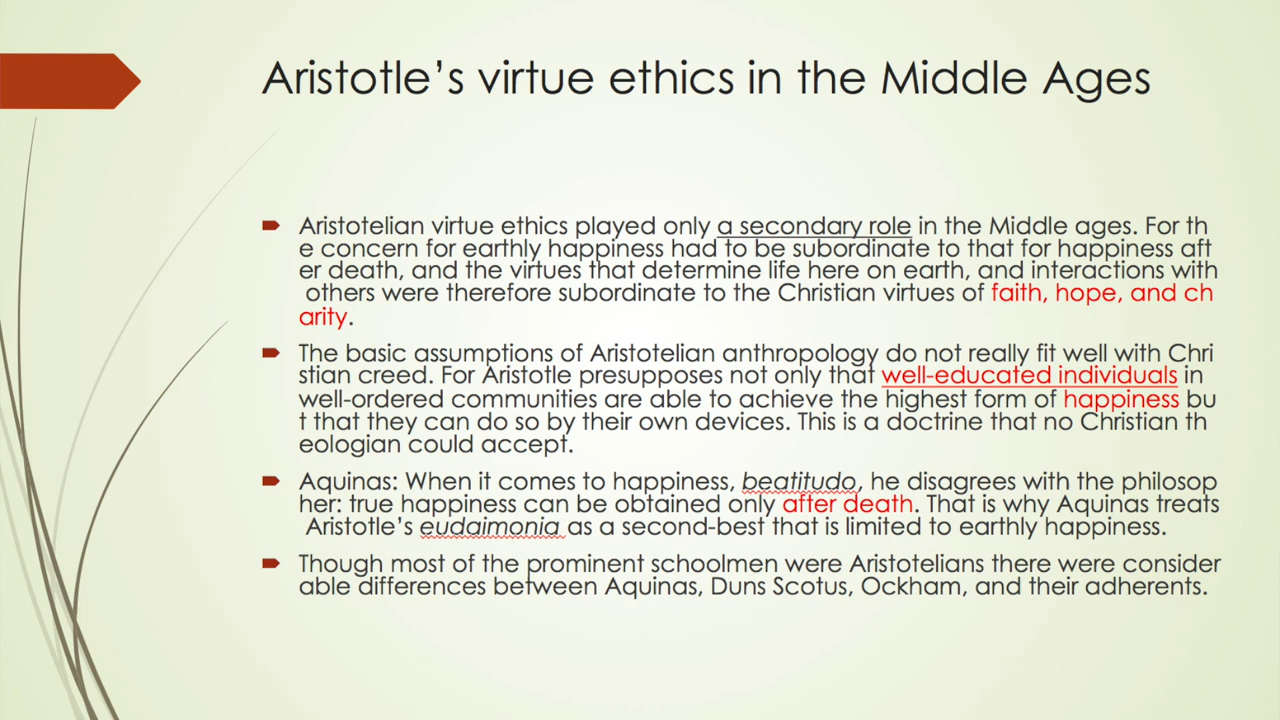 Aristotle's virtue ethics in the Middle Ages
Aristotelian virtue ethics played only a secondary role in the Middle ages. For th
e concern for earthly happiness had to be subordinate to that for happiness aft
er death, and the virtues that determine life here on earth, and interactions with
others were therefore subordinate to the Christian virtues of faith, hope, and ch
arity.
The basic assumptions of Aristotelian anthropology do not really fit well with Chri
stian creed. For Aristotle presupposes not only that well-educated individuals in
well-ordered communities are able to achieve the highest form of happiness bu
t that they can do so by their own devices. This is a doctrine that no Christian th
eologian could accept.
Aquinas: When it comes to happiness, beatitudo, he disagrees with the philosop
her: true happiness can be obtained only after death. That is why Aquinas treats
Aristotle's eudaimonia as a second-best that is limited to earthly happiness.
Though most of the prominent schoolmen were Aristotelians there were consider
able differences between Aquinas, Duns Scotus, Ockham, and their adherents.